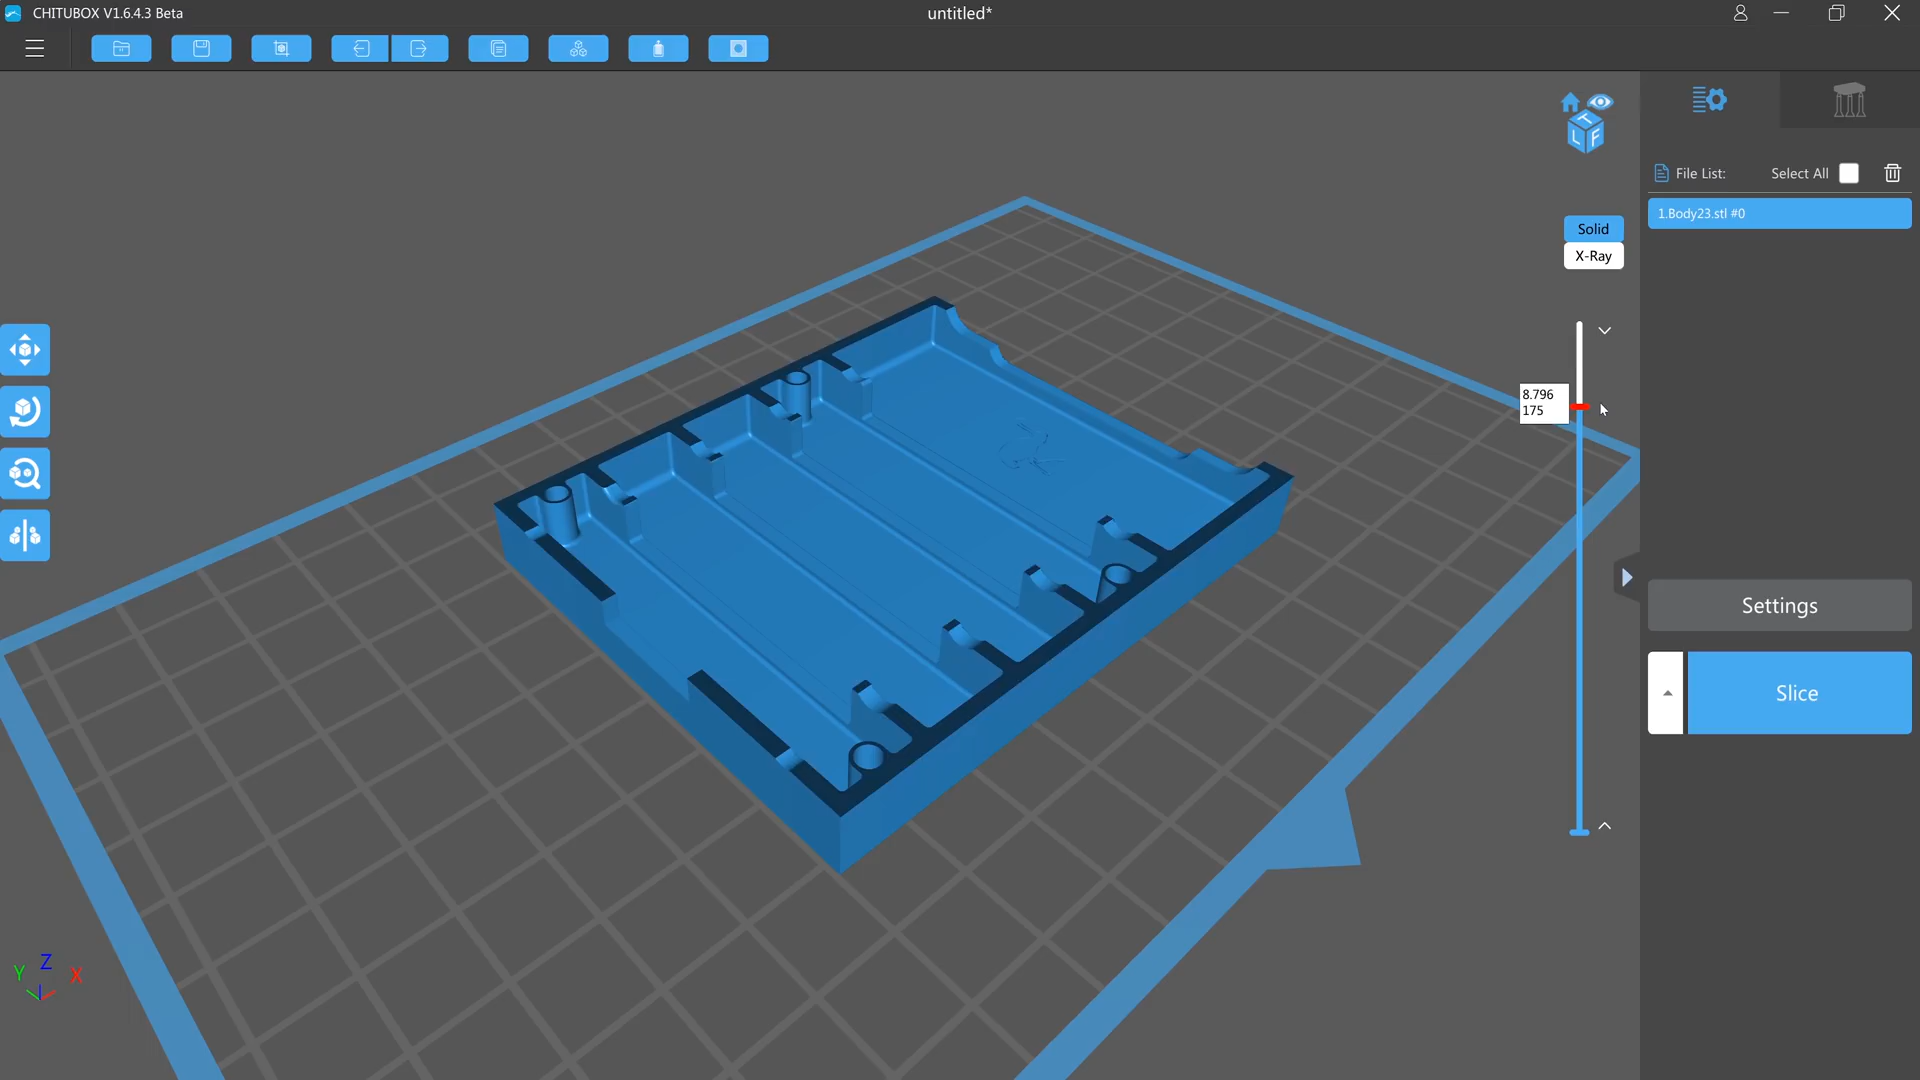 CHITUBOX V1.6.4.3 Beta
untitled*
T
L F
File List:
Select All
1.Body23.stl #0
Solid
X-Ray
8.796
175
Settings
Slice
Y Z X